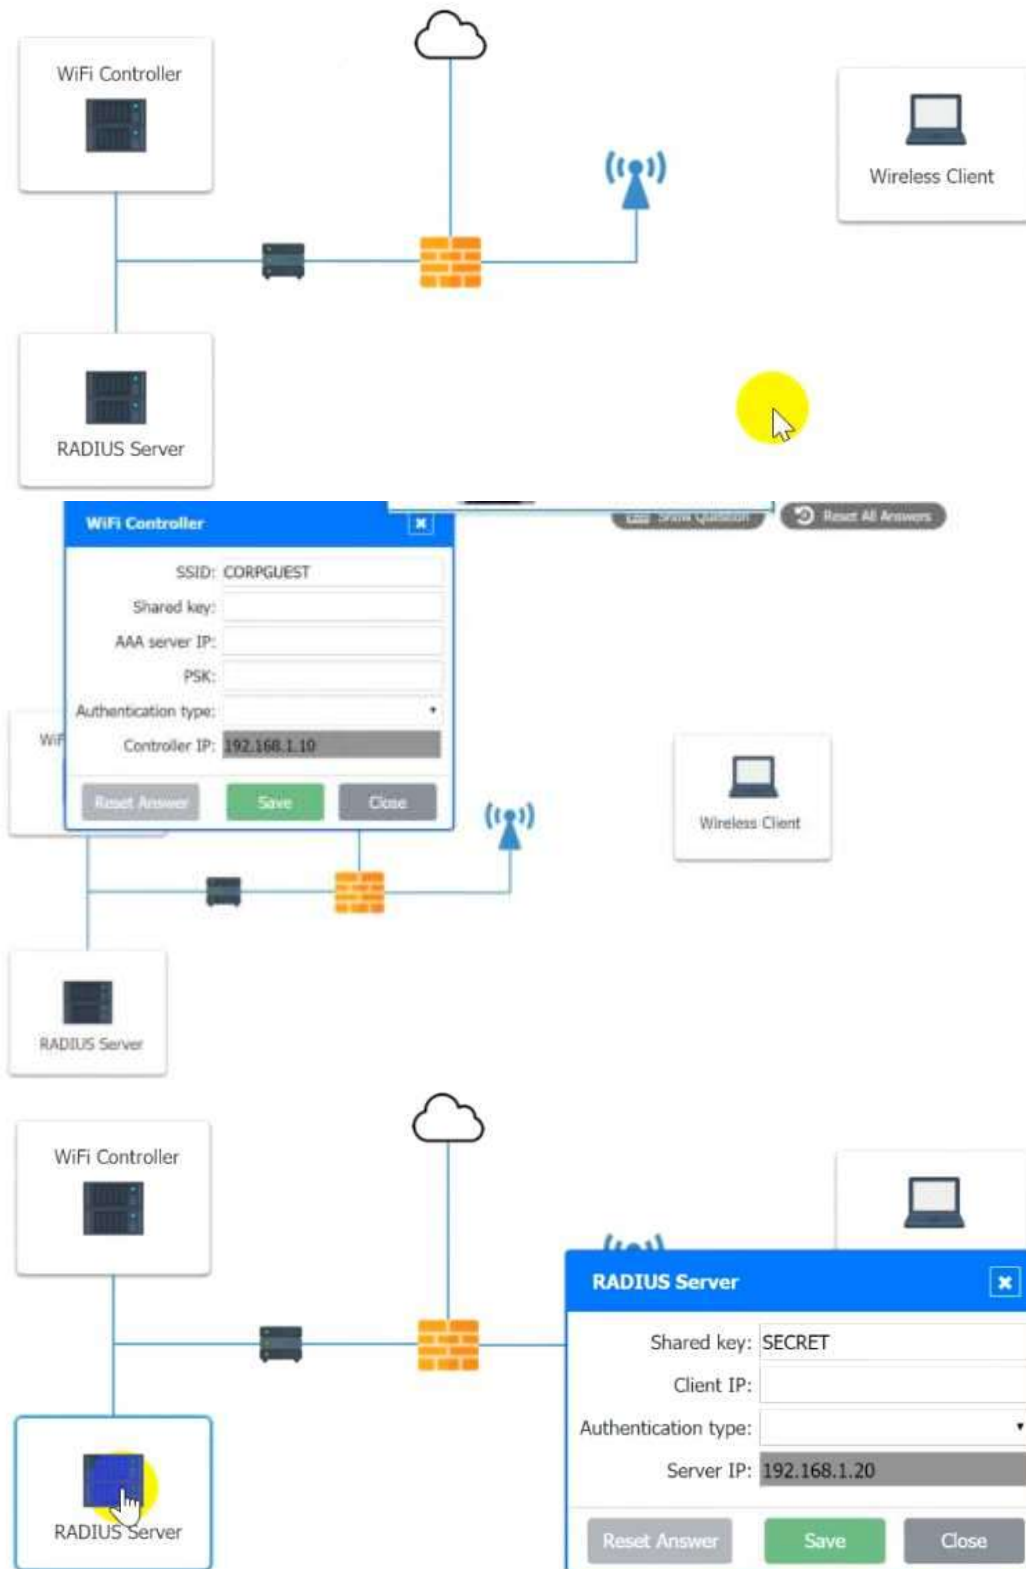 WiFi Controller
Wireless Client
RADIUS Server
WiFi Controller
Show Question
Reset All Answers
SSID: CORPGUEST
Shared key:
AAA server IP:
PSK:
Authentication type:
Controller IP: 192.168.1.10
Reset Answer Save Close
WiF
Wireless Client
RADIUS Server
WiFi Controller
RADIUS Server
Shared key: SECRET
Client IP:
Authentication type:
Server IP: 192.168.1.20
Reset Answer Save Close
RADIUS Server